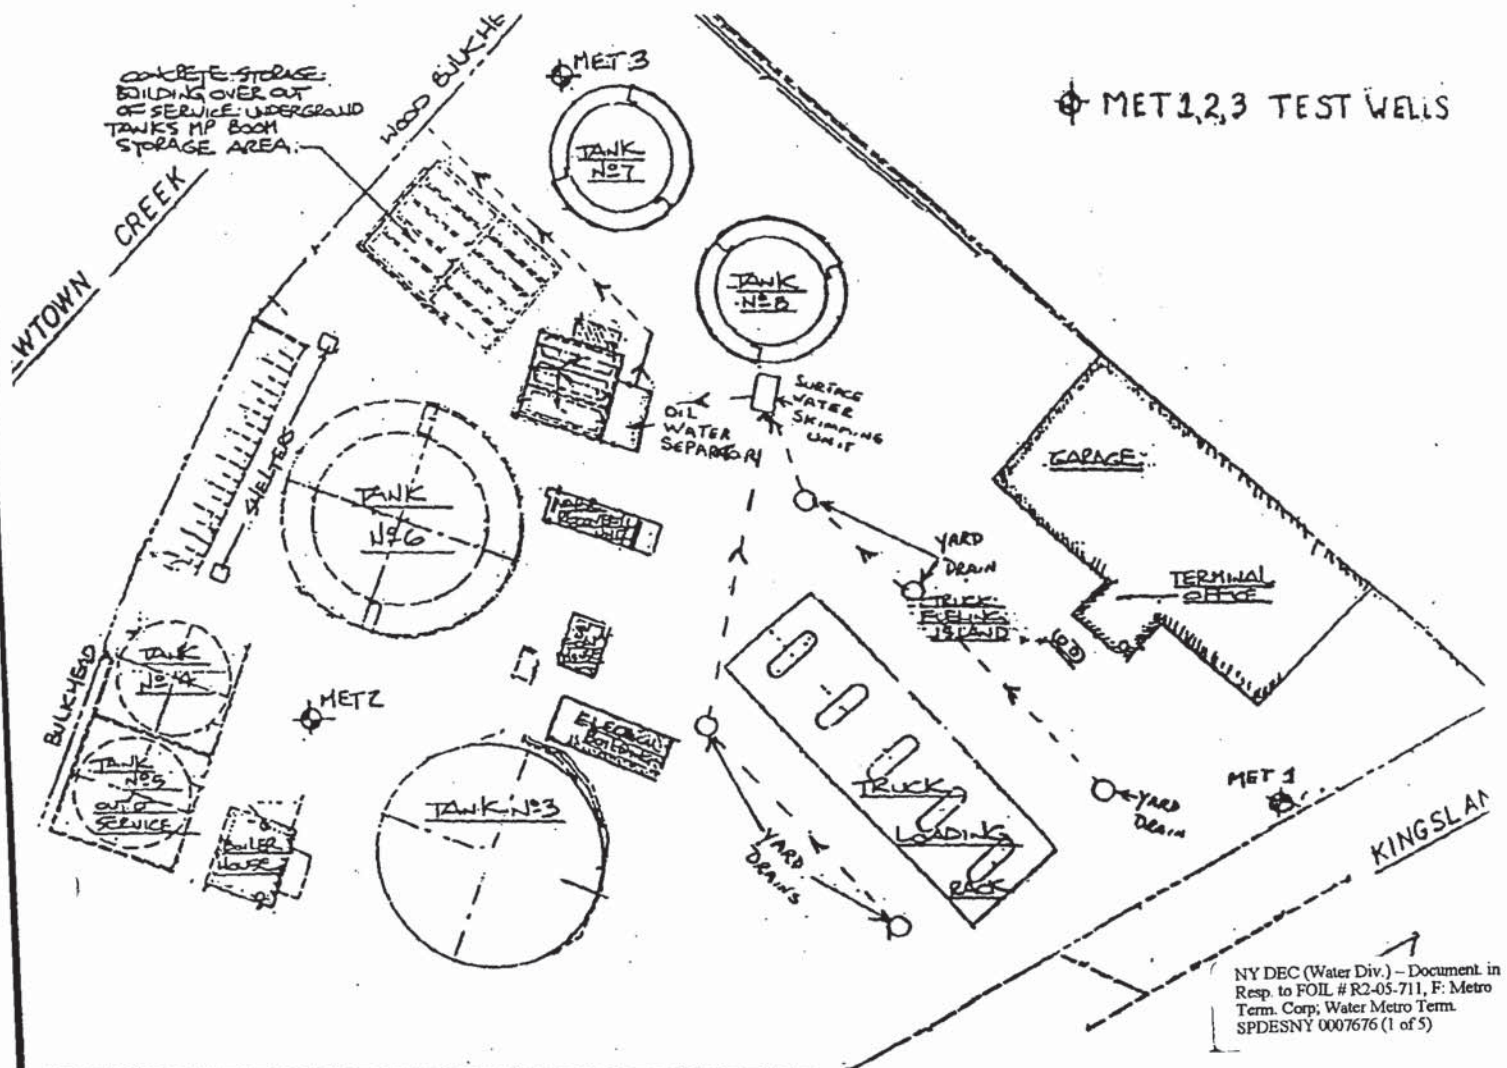 CONCRETE STORAGE
BUILDING OVER OUT
OF SERVICE UNDERGROUND
TANKS MP BOOM
STORAGE AREA.
WOOD BULKHE
MET 3
MET 1,2,3 TEST WELLS
TANK
Nº7
CREEK
WTOWN
TANK
Nº8
SURFACE
WATER
SKIMMING
UNIT
OIL
WATER
SEPARATOR
GARAGE
SHELTERS
TANK
Nº6
RECOVERY
UNIT
YARD
DRAIN
TERMINAL
OFFICE
TRUCK
FUELING
ISLAND
TANK
Nº4
HOUSE
BULKHEAD
MET2
ELECTRICAL
BUILDING
TANK
Nº5
OUT OF
SERVICE
TANK Nº3
TRUCK
LOADING
RACK
MET 1
YARD
DRAIN
BOILER
HOUSE
YARD
DRAINS
KINGSLAN
NY DEC (Water Div.) – Document in
Resp. to FOIL # R2-05-711, F: Metro
Term. Corp; Water Metro Term.
SPDESNY 0007676 (1 of 5)